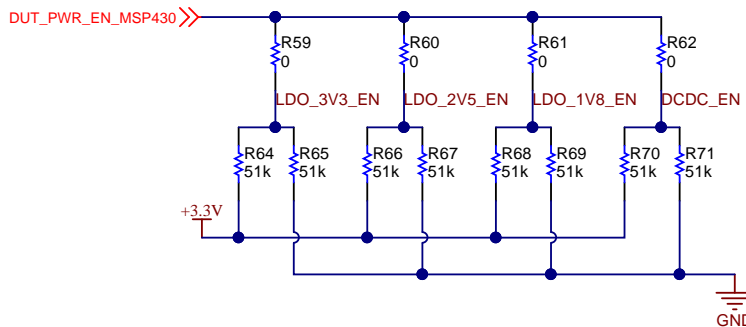 DUT_PWR_EN_MSP430
R59 R60 R61 R62
0 0 0 0
LDO_3V3_EN LDO_2V5_EN LDO_1V8_EN DCDC_EN
R64 R65 R66 R67 R68 R69 R70 R71
51k 51k 51k 51k 51k 51k 51k 51k
+3.3V
GND